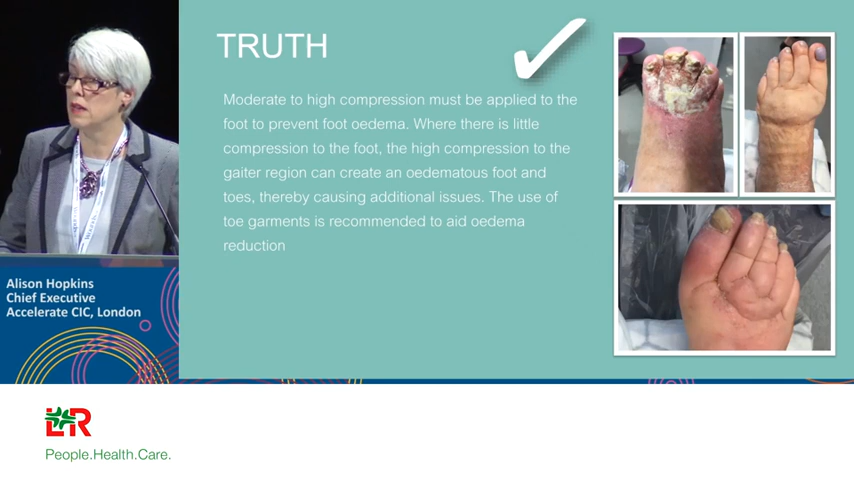 TRUTH
Moderate to high compression must be applied to the
foot to prevent foot oedema. Where there is little
compression to the foot, the high compression to the
gaiter region can create an oedematous foot and
toes, thereby causing additional issues. The use of
toe garments is recommended to aid oedema
reduction
Alison Hopkins
Chief Executive
Accelerate CIC, London
L&R
People.Health.Care.